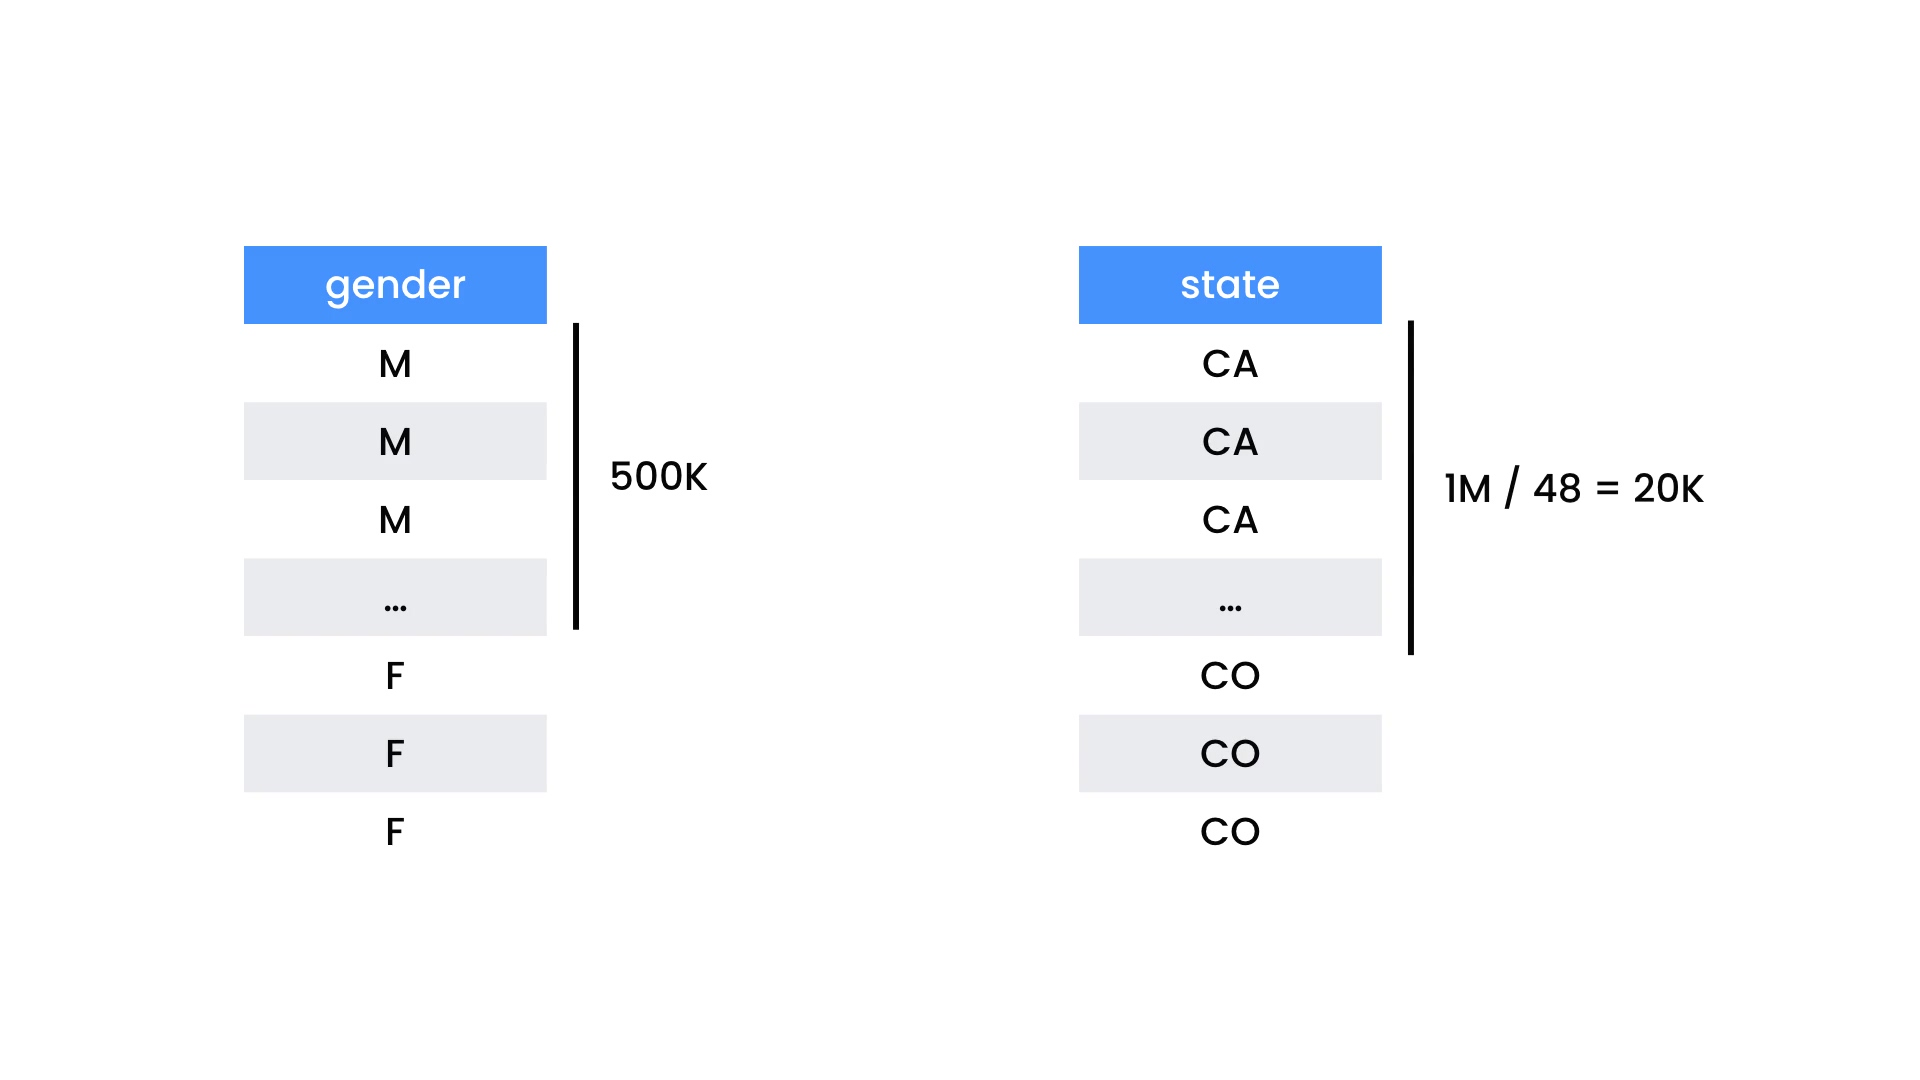 gender
M
M
M
...
F
F
F
500K
state
CA
CA
CA
...
CO
CO
CO
1M / 48 = 20K